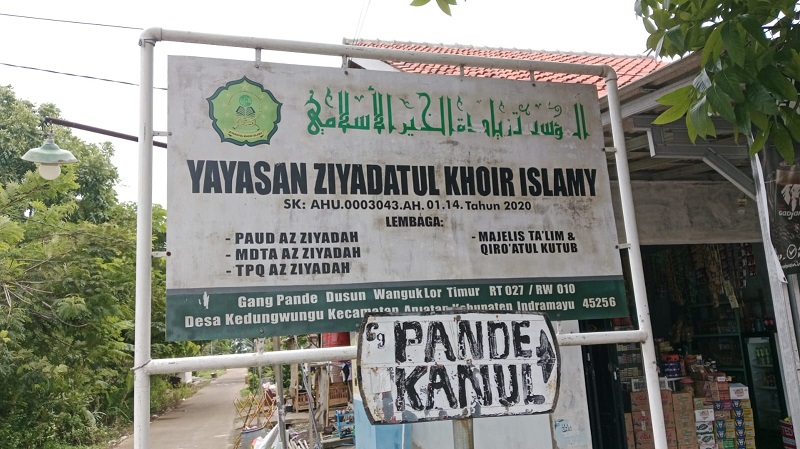 المؤسسة زيادة الخير الإسلامي
YAYASAN ZIYADATUL KHOIR ISLAMY
SK: AHU.0003043.AH. 01.14. Tahun 2020
LEMBAGA:
- PAUD AZ ZIYADAH
- MDTA AZ ZIYADAH
- TPQ AZ ZIYADAH
- MAJELIS TA'LIM &
QIRO'ATUL KUTUB
Gang Pande Dusun Wanguk Lor Timur RT 027 / RW 010
Desa Kedungwungu Kecamatan Anjatan Kabupaten Indramayu 45256
Gg
PANDE
KANUL